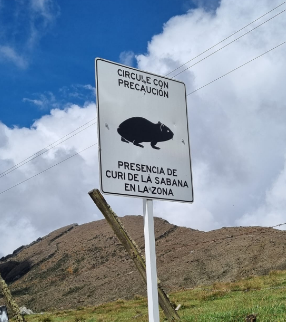 CIRCULE CON
PRECAUCIÓN
PRESENCIA DE
CURI DE LA SABANA
EN LA ZONA